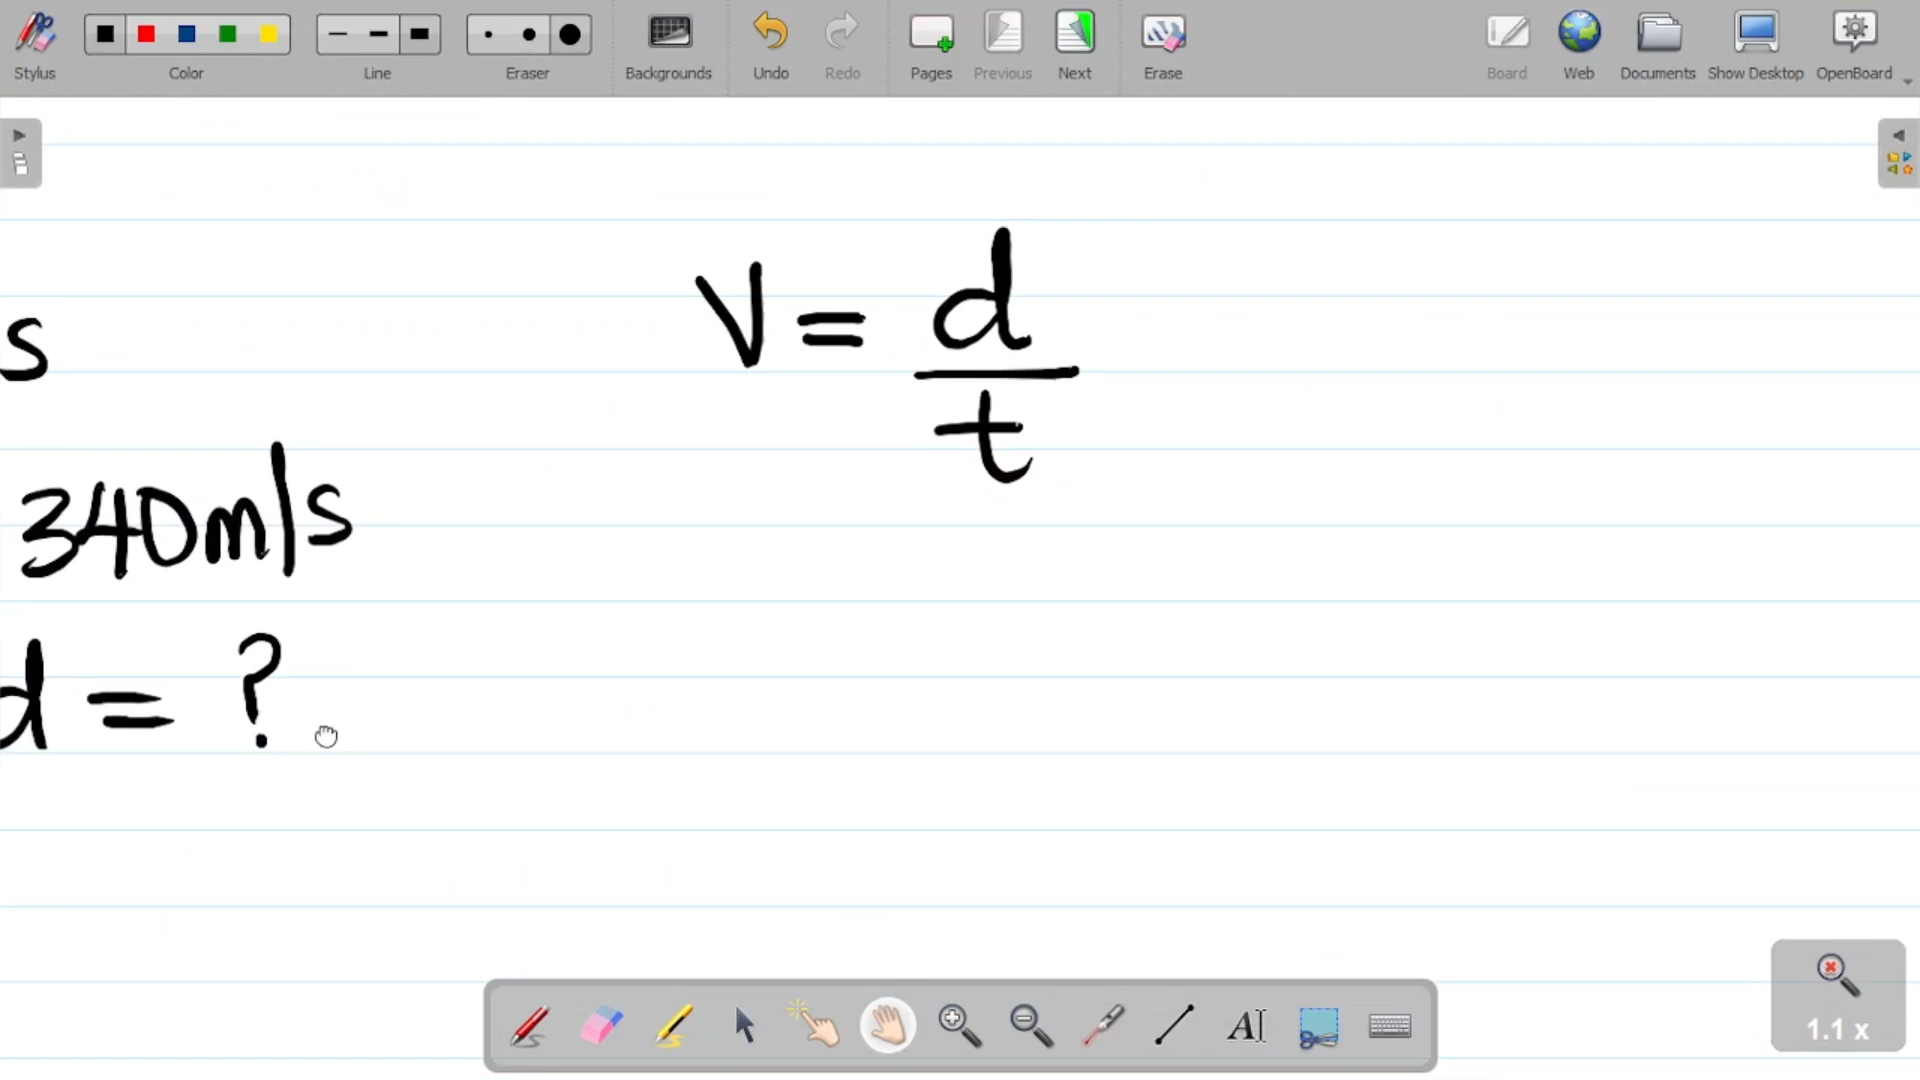 Stylus Color Line Eraser Backgrounds Undo Redo Pages Previous Next Erase Board Web Documents Show Desktop OpenBoard
s
340m/s
d = ?
V = d
t
AI
1.1 x